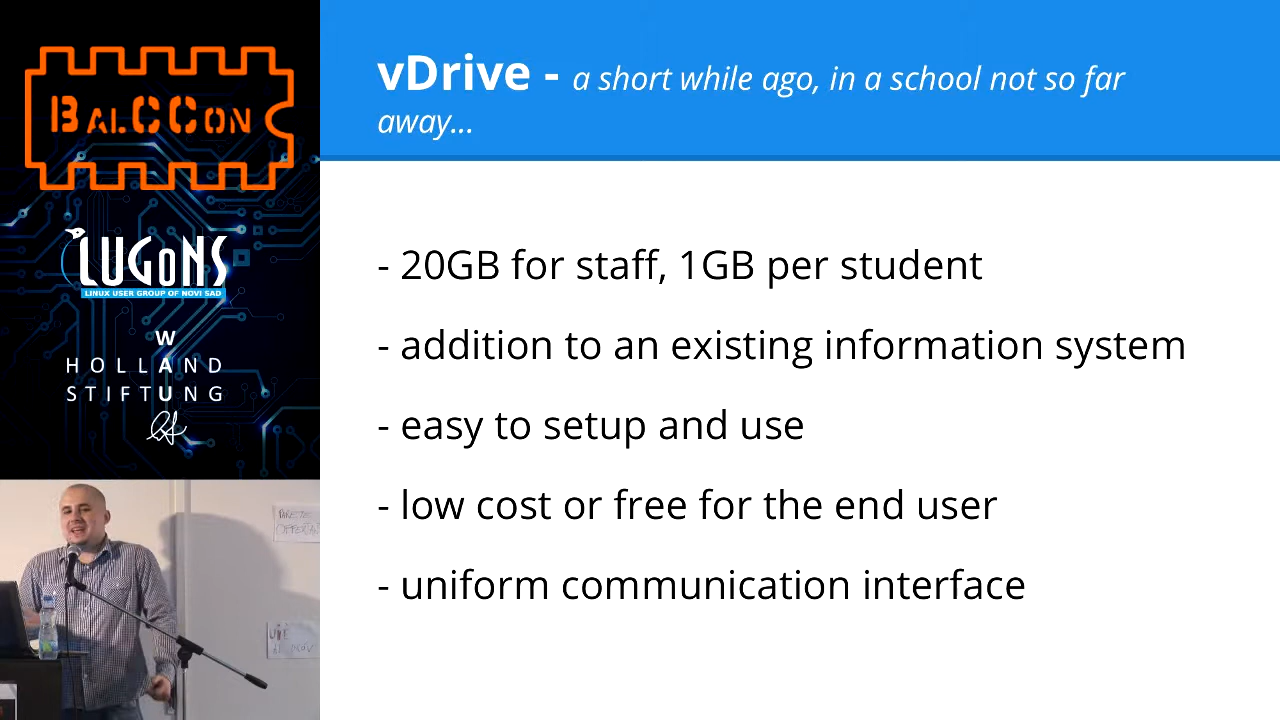 BALCCON
LUGONS
LINUX USER GROUP OF NOVI SAD
W
HOLLAND
STIFTUNG
vDrive - a short while ago, in a school not so far
away...
- 20GB for staff, 1GB per student
- addition to an existing information system
- easy to setup and use
- low cost or free for the end user
- uniform communication interface